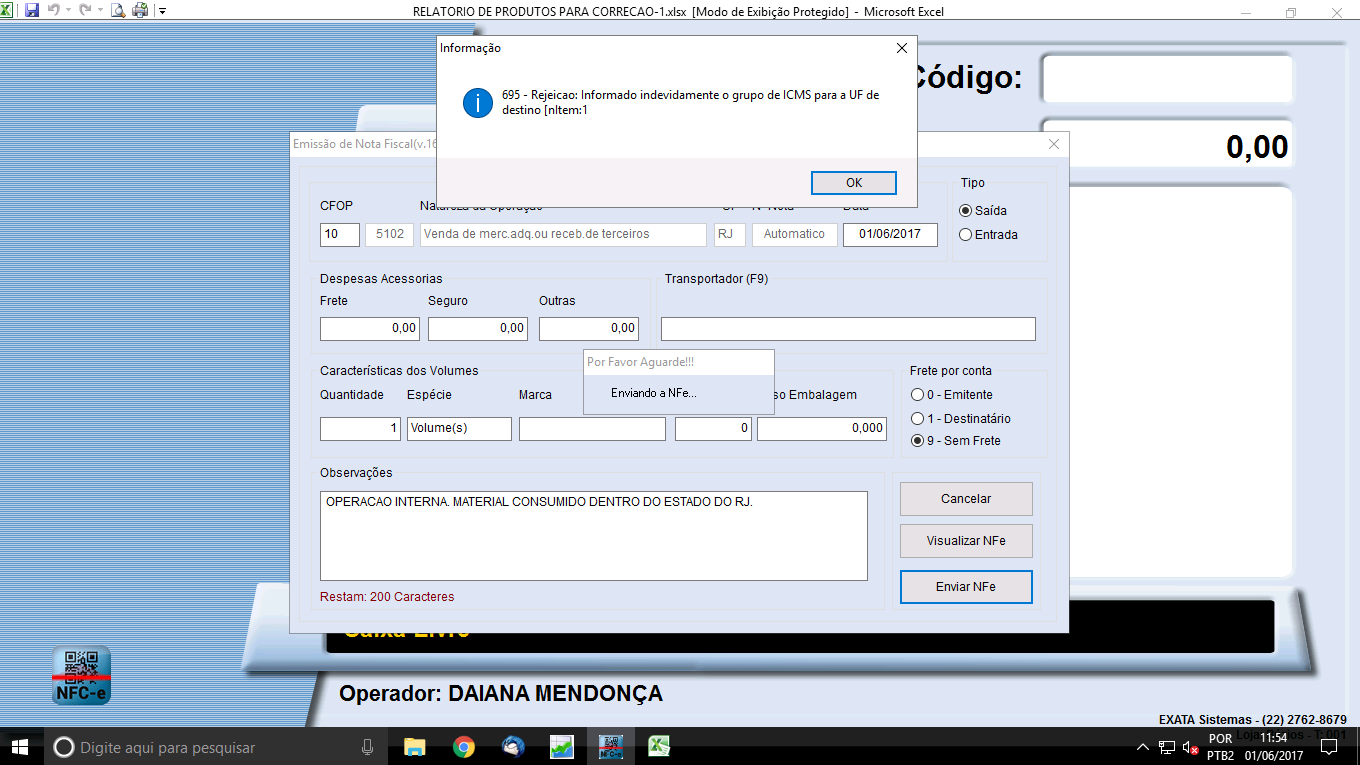 RELATORIO DE PRODUTOS PARA CORRECAO-1.xlsx [Modo de Exibição Protegido] - Microsoft Excel
Informação
695 - Rejeicao: Informado indevidamente o grupo de ICMS para a UF de
destino [nItem:1
OK
Código:
0,00
Emissão de Nota Fiscal(v.16
CFOP
Natureza da Operação
UF
Nº Nota
Data
Tipo
10
5102
Venda de merc.adq.ou receb.de terceiros
RJ
Automatico
01/06/2017
Saída
Entrada
Despesas Acessorias
Transportador (F9)
Frete
Seguro
Outras
0,00
0,00
0,00
Por Favor Aguarde!!!
Enviando a NFe...
Características dos Volumes
Quantidade
Espécie
Marca
so Embalagem
1
Volume(s)
0
0,000
Frete por conta
0 - Emitente
1 - Destinatário
9 - Sem Frete
Observações
OPERACAO INTERNA. MATERIAL CONSUMIDO DENTRO DO ESTADO DO RJ.
Restam: 200 Caracteres
Cancelar
Visualizar NFe
Enviar NFe
Caixa Livre
NFC-e
Operador: DAIANA MENDONÇA
EXATA Sistemas - (22) 2762-8679
T: 001
Digite aqui para pesquisar
NFC-e
POR
PTB2
11:54
01/06/2017